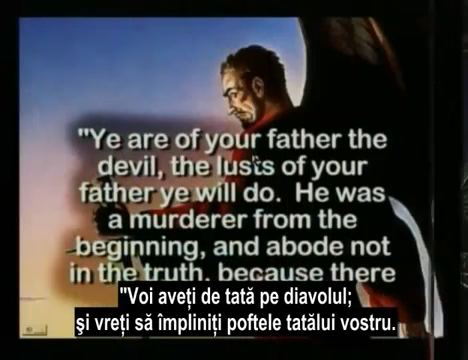 "Ye are of your father the
devil, the lusts of your
father ye will do. He was
a murderer from the
beginning, and abode not
in the truth, because there
"Voi aveți de tată pe diavolul;
și vreți să împliniți poftele tatălui vostru.